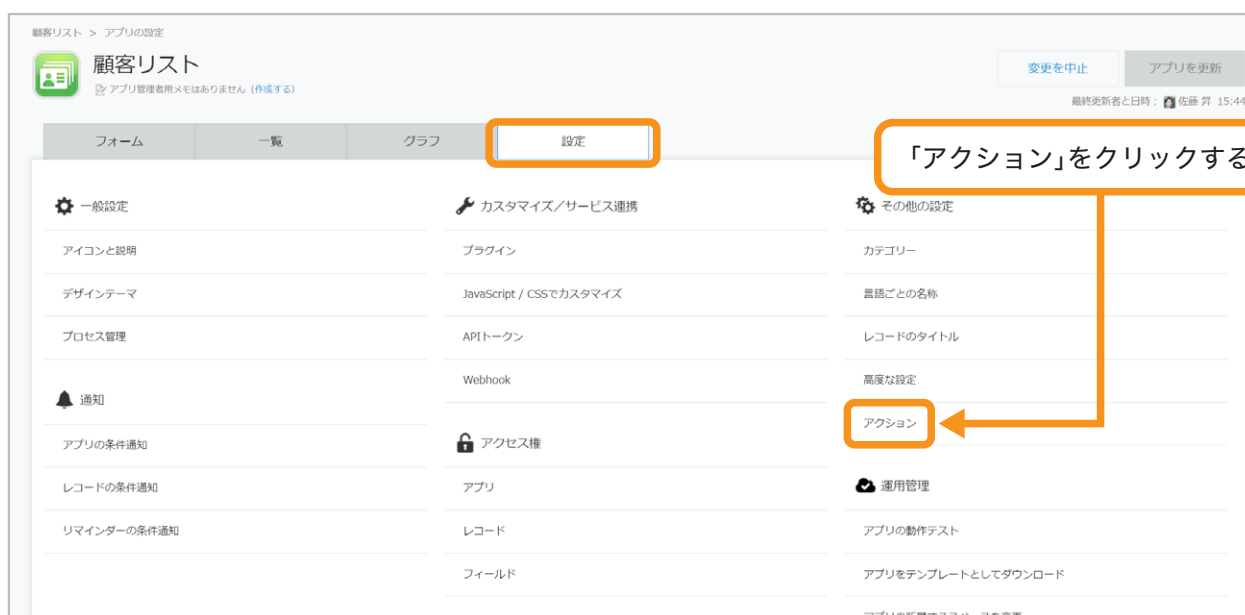 顧客リスト > アプリの設定
顧客リスト
アプリ管理者用メモはありません (作成する)
変更を中止
アプリを更新
最終更新者と日時： 佐藤 昇 15:44
フォーム
一覧
グラフ
設定
「アクション」をクリックする
一般設定
アイコンと説明
デザインテーマ
プロセス管理
通知
アプリの条件通知
レコードの条件通知
リマインダーの条件通知
カスタマイズ／サービス連携
プラグイン
JavaScript / CSSでカスタマイズ
APIトークン
Webhook
アクセス権
アプリ
レコード
フィールド
その他の設定
カテゴリー
言語ごとの名称
レコードのタイトル
高度な設定
アクション
運用管理
アプリの動作テスト
アプリをテンプレートとしてダウンロード